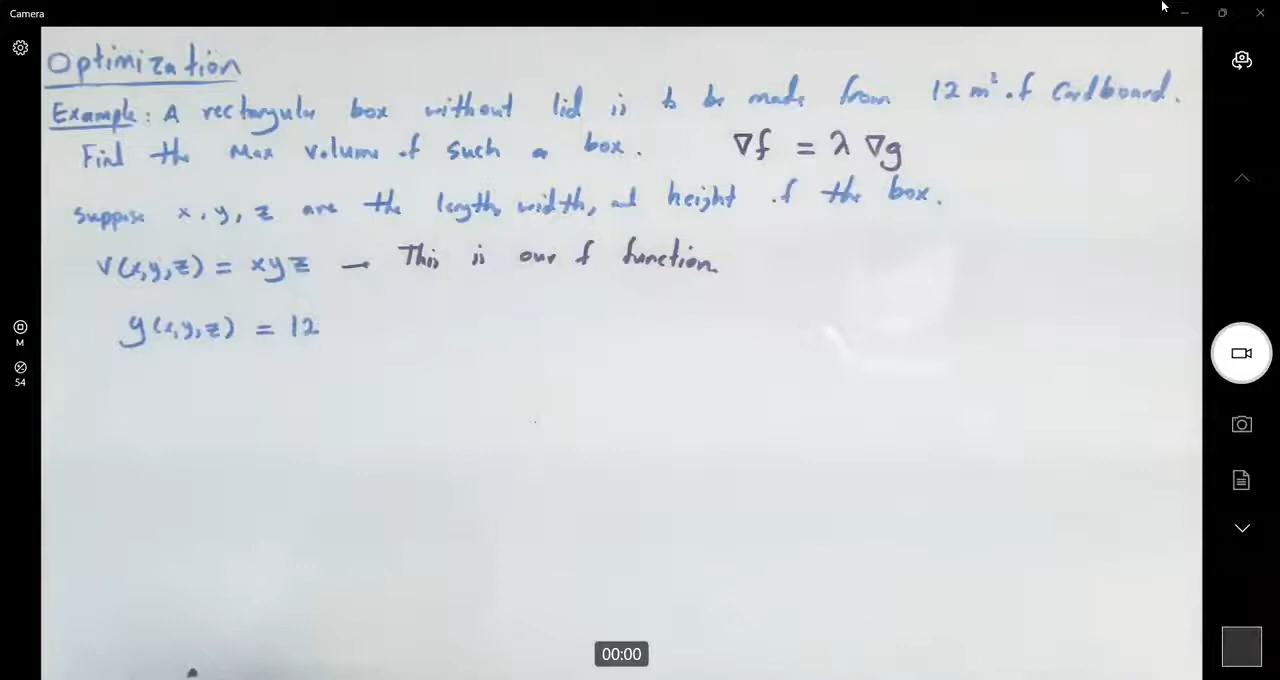 Camera
Optimization
Example: A rectangular box without lid is to be made from 12 m² of Cardboard.
Find the Max volume of such a box. ∇f = λ ∇g
suppose x, y, z are the length, width, and height of the box.
V(x,y,z) = xyz → This is our f function.
g(x,y,z) = 12
M
54
00:00